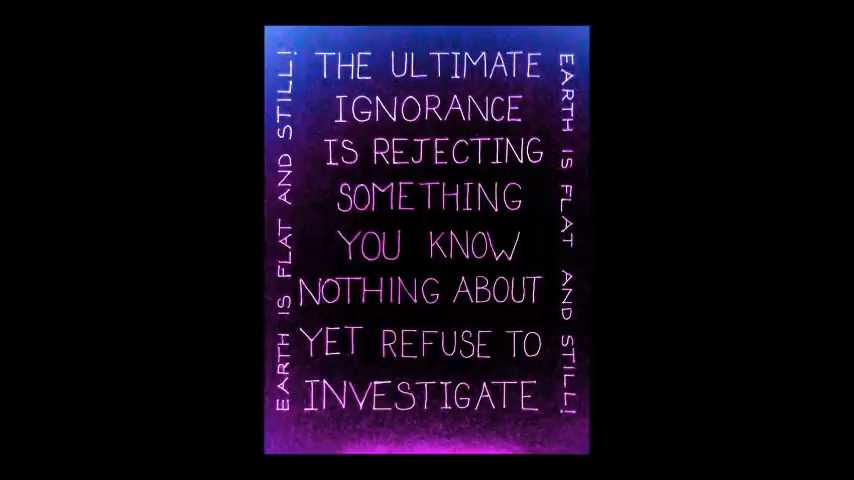 THE ULTIMATE
IGNORANCE
IS REJECTING
SOMETHING
YOU KNOW
NOTHING ABOUT
YET REFUSE TO
INVESTIGATE
EARTH IS FLAT AND STILL!
EARTH IS FLAT AND STILL!